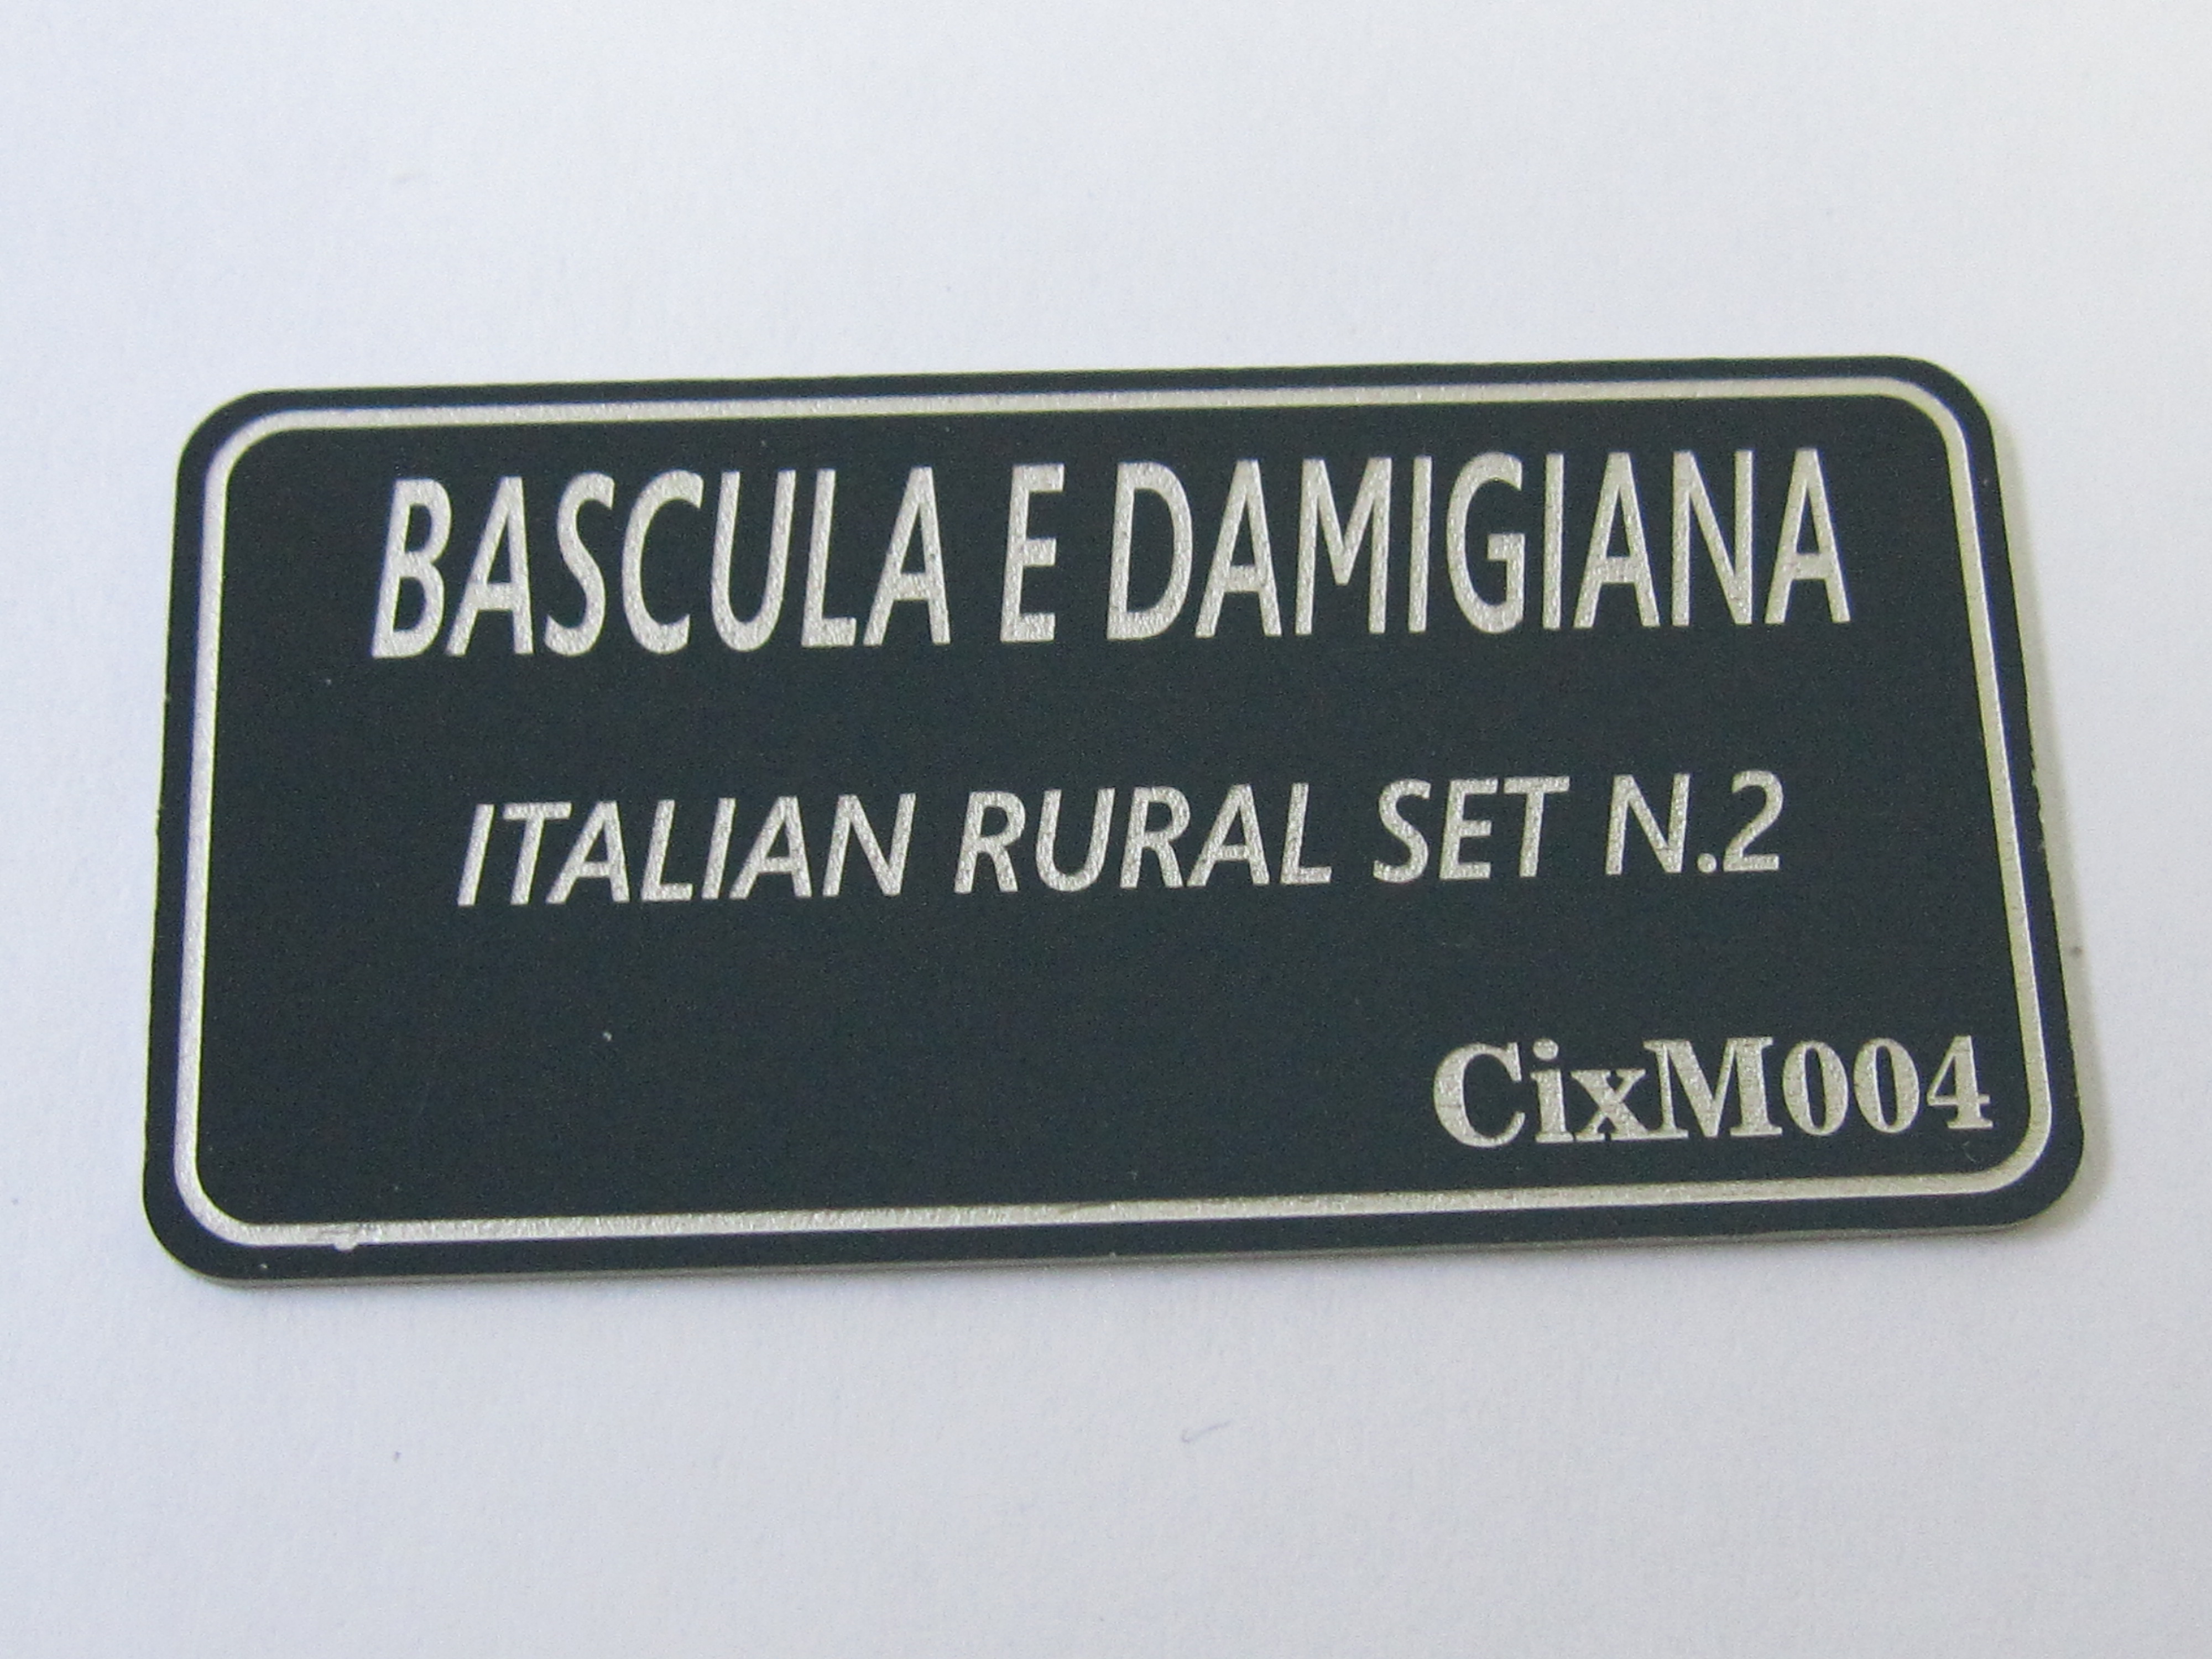 BASCULA E DAMIGIANA
ITALIAN RURAL SET N.2
CixM004